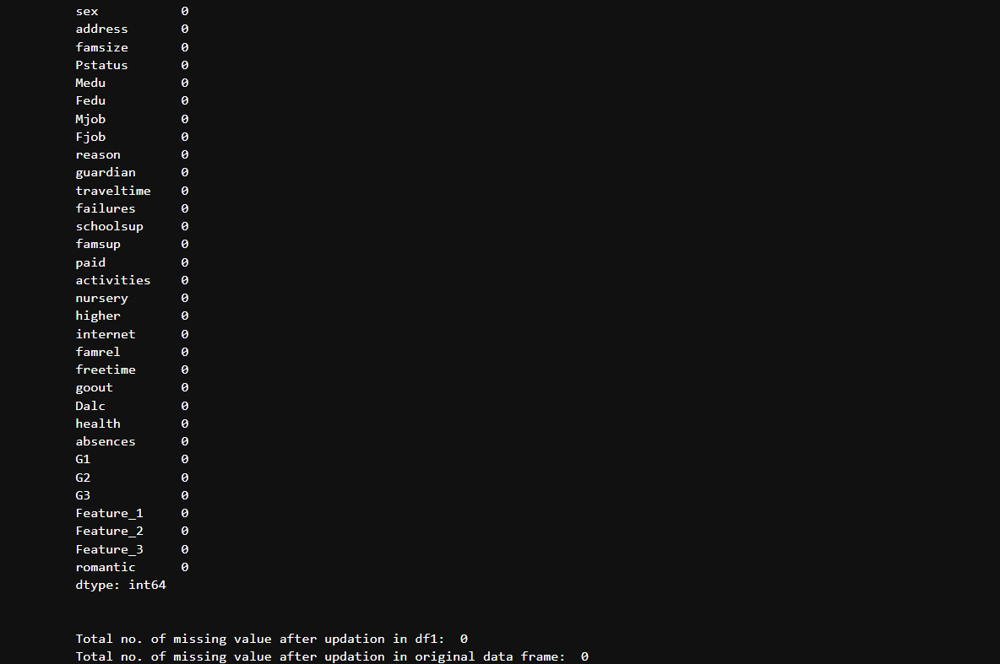 sex 0
address 0
famsize 0
Pstatus 0
Medu 0
Fedu 0
Mjob 0
Fjob 0
reason 0
guardian 0
traveltime 0
failures 0
schoolsup 0
famsup 0
paid 0
activities 0
nursery 0
higher 0
internet 0
famrel 0
freetime 0
goout 0
Dalc 0
health 0
absences 0
G1 0
G2 0
G3 0
Feature_1 0
Feature_2 0
Feature_3 0
romantic 0
dtype: int64
Total no. of missing value after updation in df1: 0
Total no. of missing value after updation in original data frame: 0